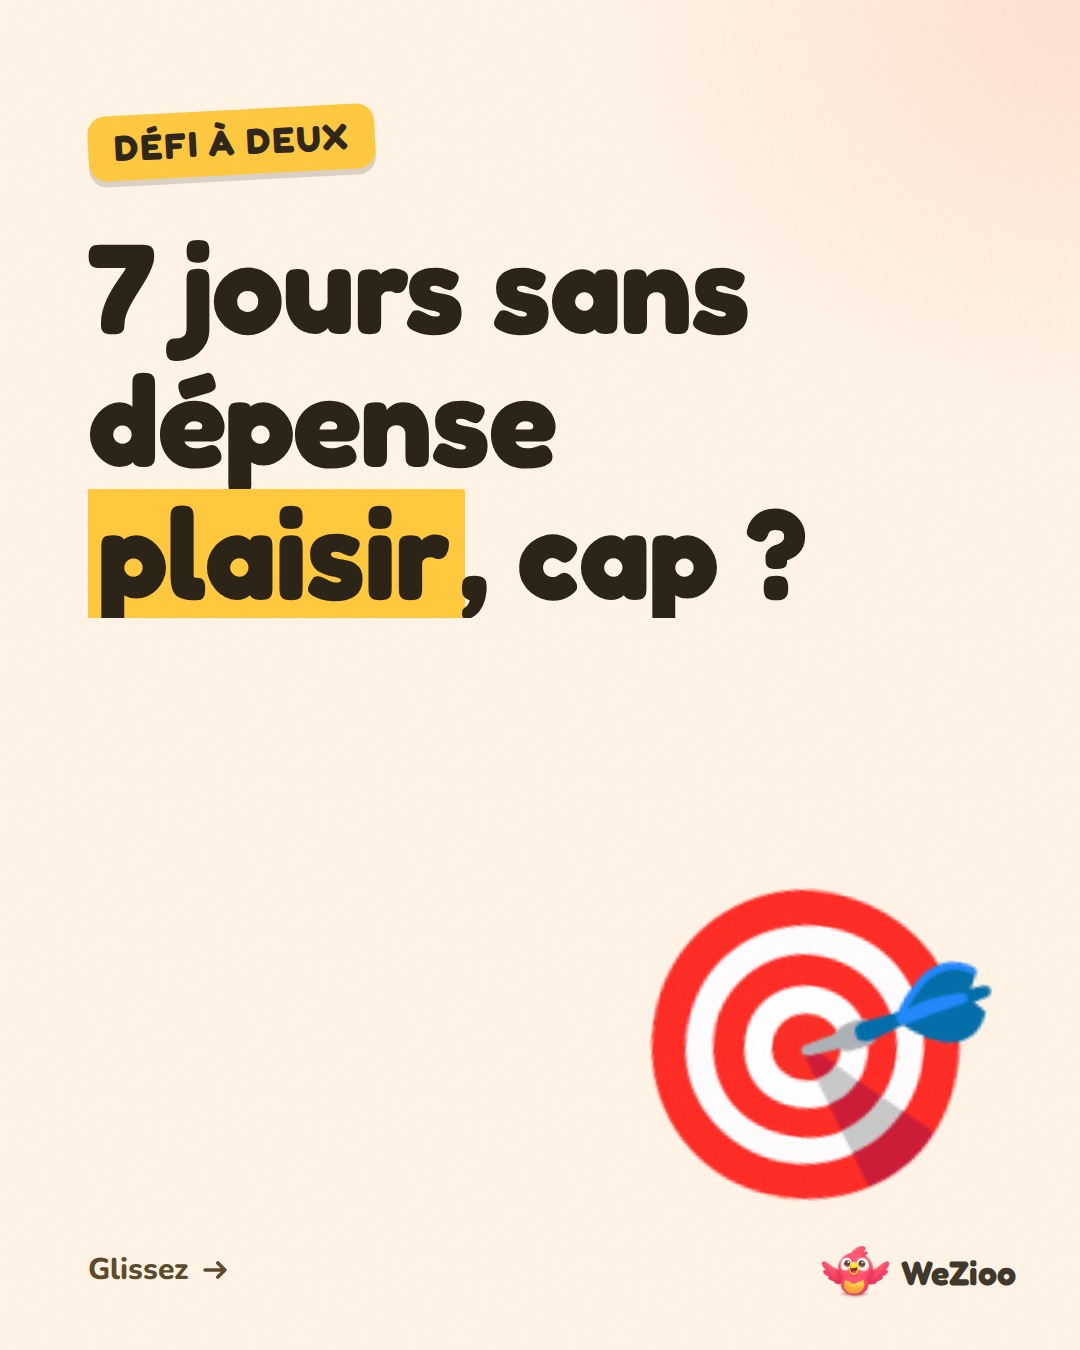 DÉFI À DEUX
7 jours sans
dépense
plaisir, cap ?
Glissez →
WeZioo